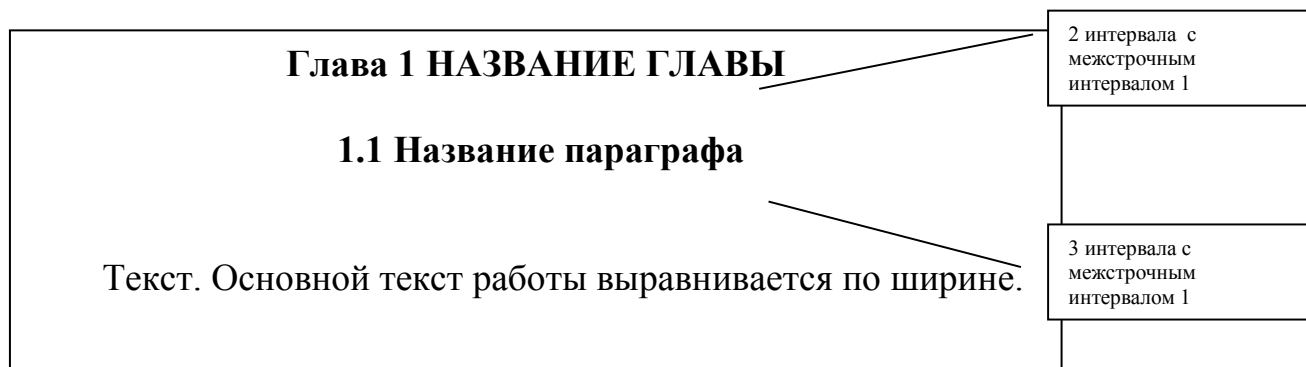 2 интервала с
межстрочным
интервалом 1
Глава 1 НАЗВАНИЕ ГЛАВЫ
1.1 Название параграфа
3 интервала с
межстрочным
интервалом 1
Текст. Основной текст работы выравнивается по ширине.